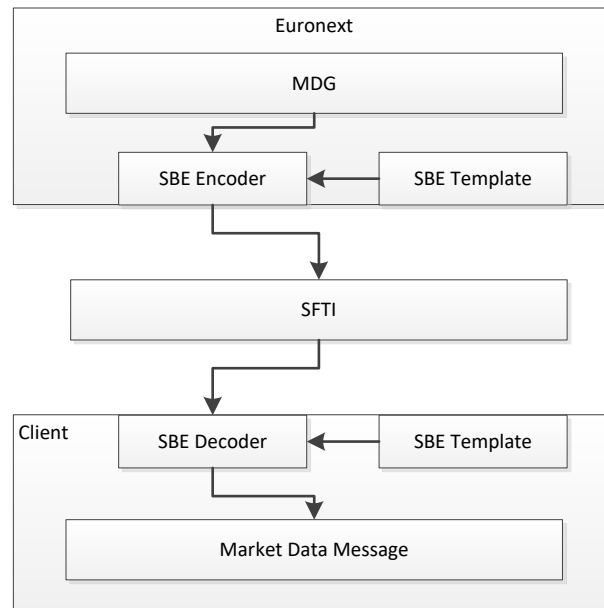 Euronext
MDG
SBE Encoder
SBE Template
SFTI
Client
SBE Decoder
SBE Template
Market Data Message